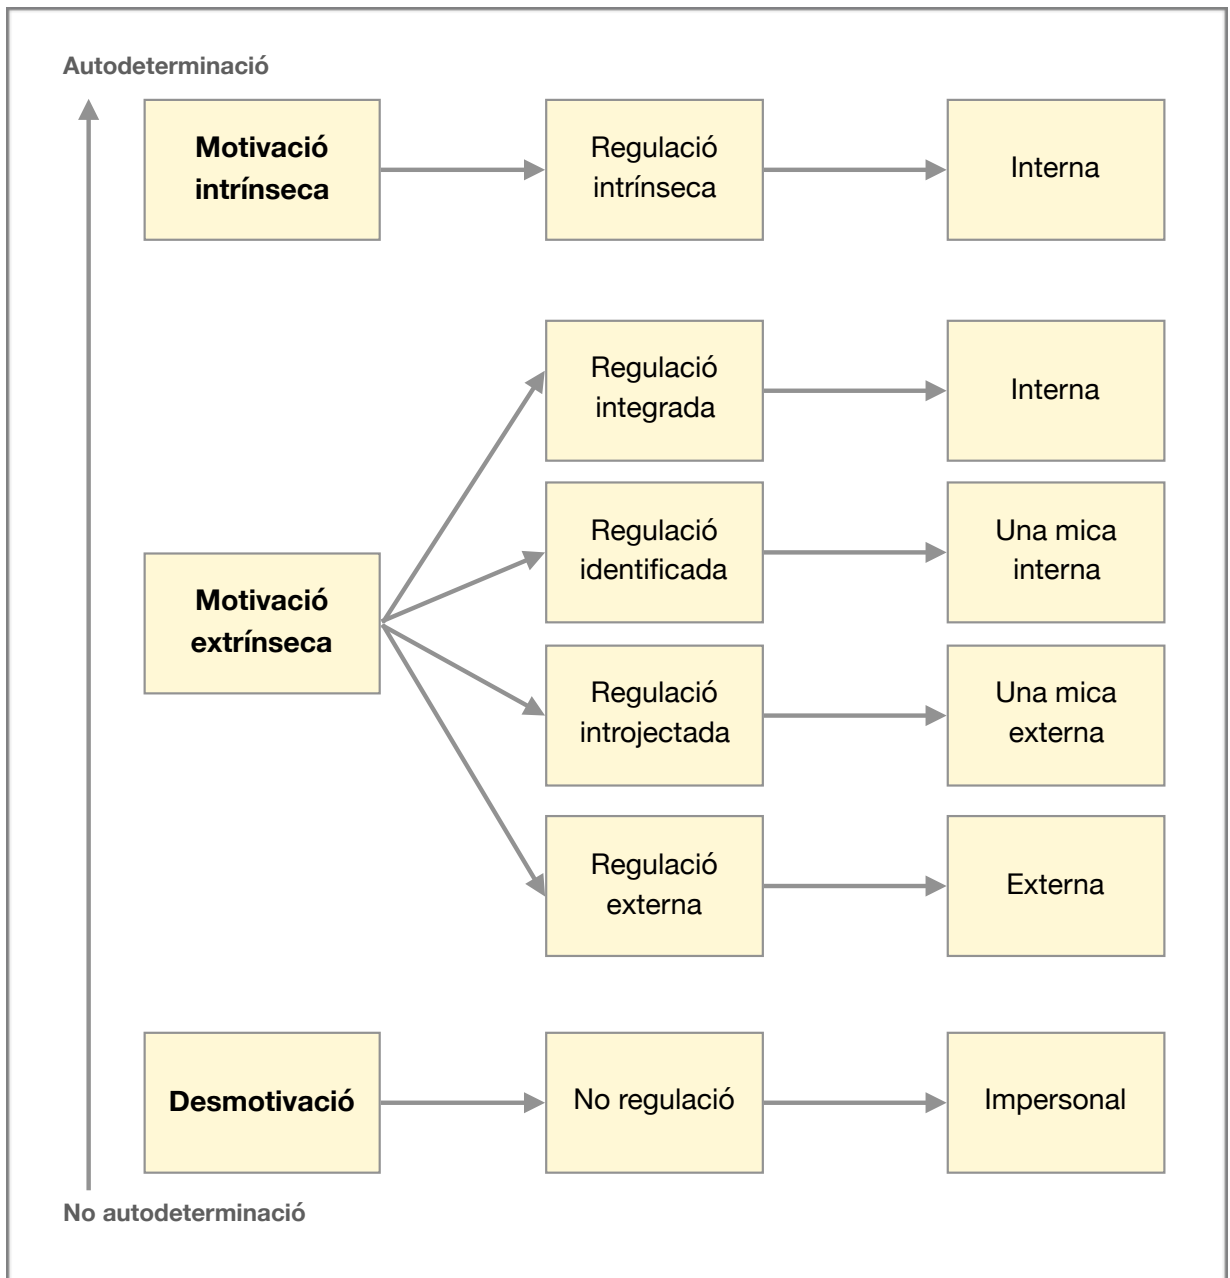 Autodeterminació
Motivació
intrínseca
Regulació
intrínseca
Interna
Regulació
integrada
Interna
Regulació
identificada
Una mica
interna
Motivació
extrínseca
Regulació
introjectada
Una mica
externa
Regulació
externa
Externa
Desmotivació
No regulació
Impersonal
No autodeterminació